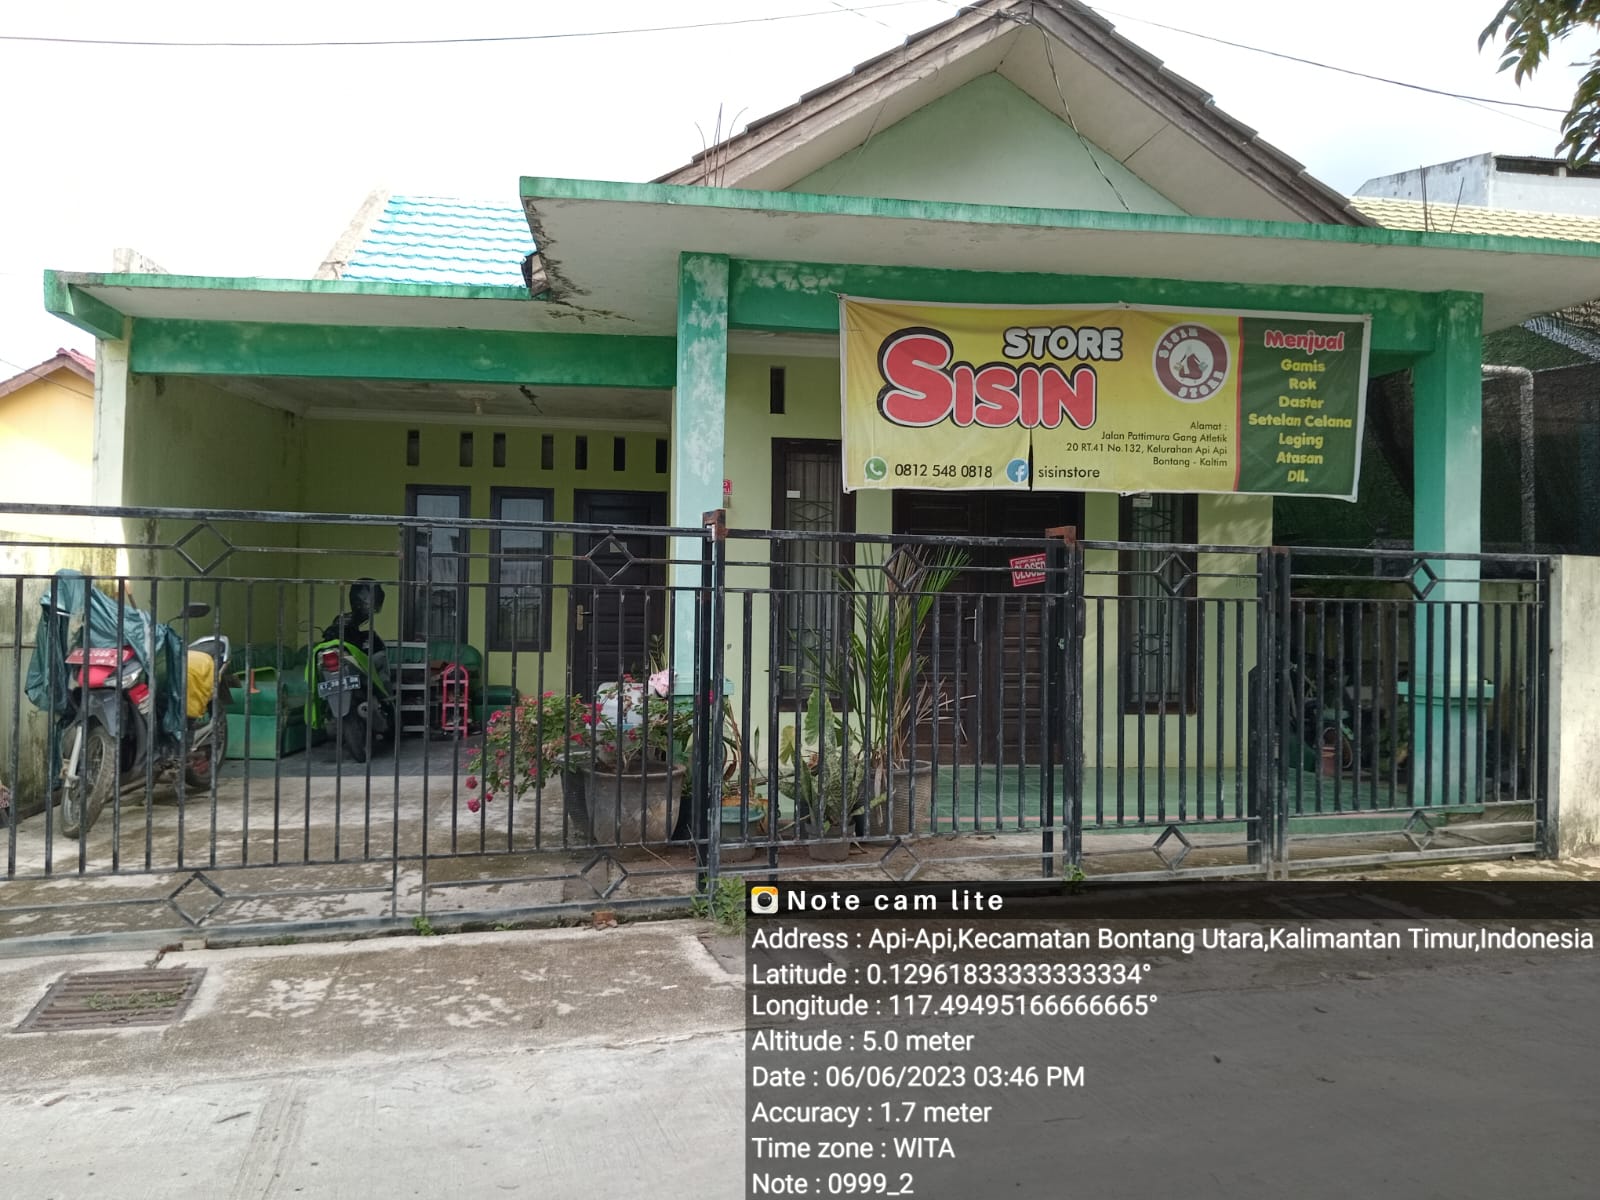 STORE
SISIN
SISIN
STORE
Menjual
Gamis
Rok
Daster
Setelan Celana
Leging
Atasan
Dll.
Alamat :
Jalan Pattimura Gang Atletik
20 RT.41 No.132, Kelurahan Api Api
Bontang - Kaltim
0812 548 0818
sisinstore
CLOSED
Note cam lite
Address : Api-Api,Kecamatan Bontang Utara,Kalimantan Timur,Indonesia
Latitude : 0.12961833333333334°
Longitude : 117.49495166666665°
Altitude : 5.0 meter
Date : 06/06/2023 03:46 PM
Accuracy : 1.7 meter
Time zone : WITA
Note : 0999_2